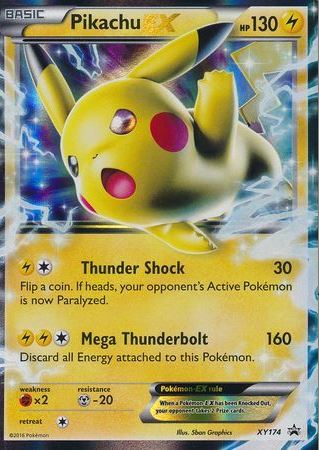 BASIC
Pikachu EX HP 130
Thunder Shock 30
Flip a coin. If heads, your opponent's Active Pokémon
is now Paralyzed.
Mega Thunderbolt 160
Discard all Energy attached to this Pokémon.
weakness
×2
resistance
-20
retreat
Pokémon-EX rule
When a Pokémon-EX has been Knocked Out,
your opponent takes 2 Prize cards.
©2016 Pokémon
Illus. 5ban Graphics
XY174